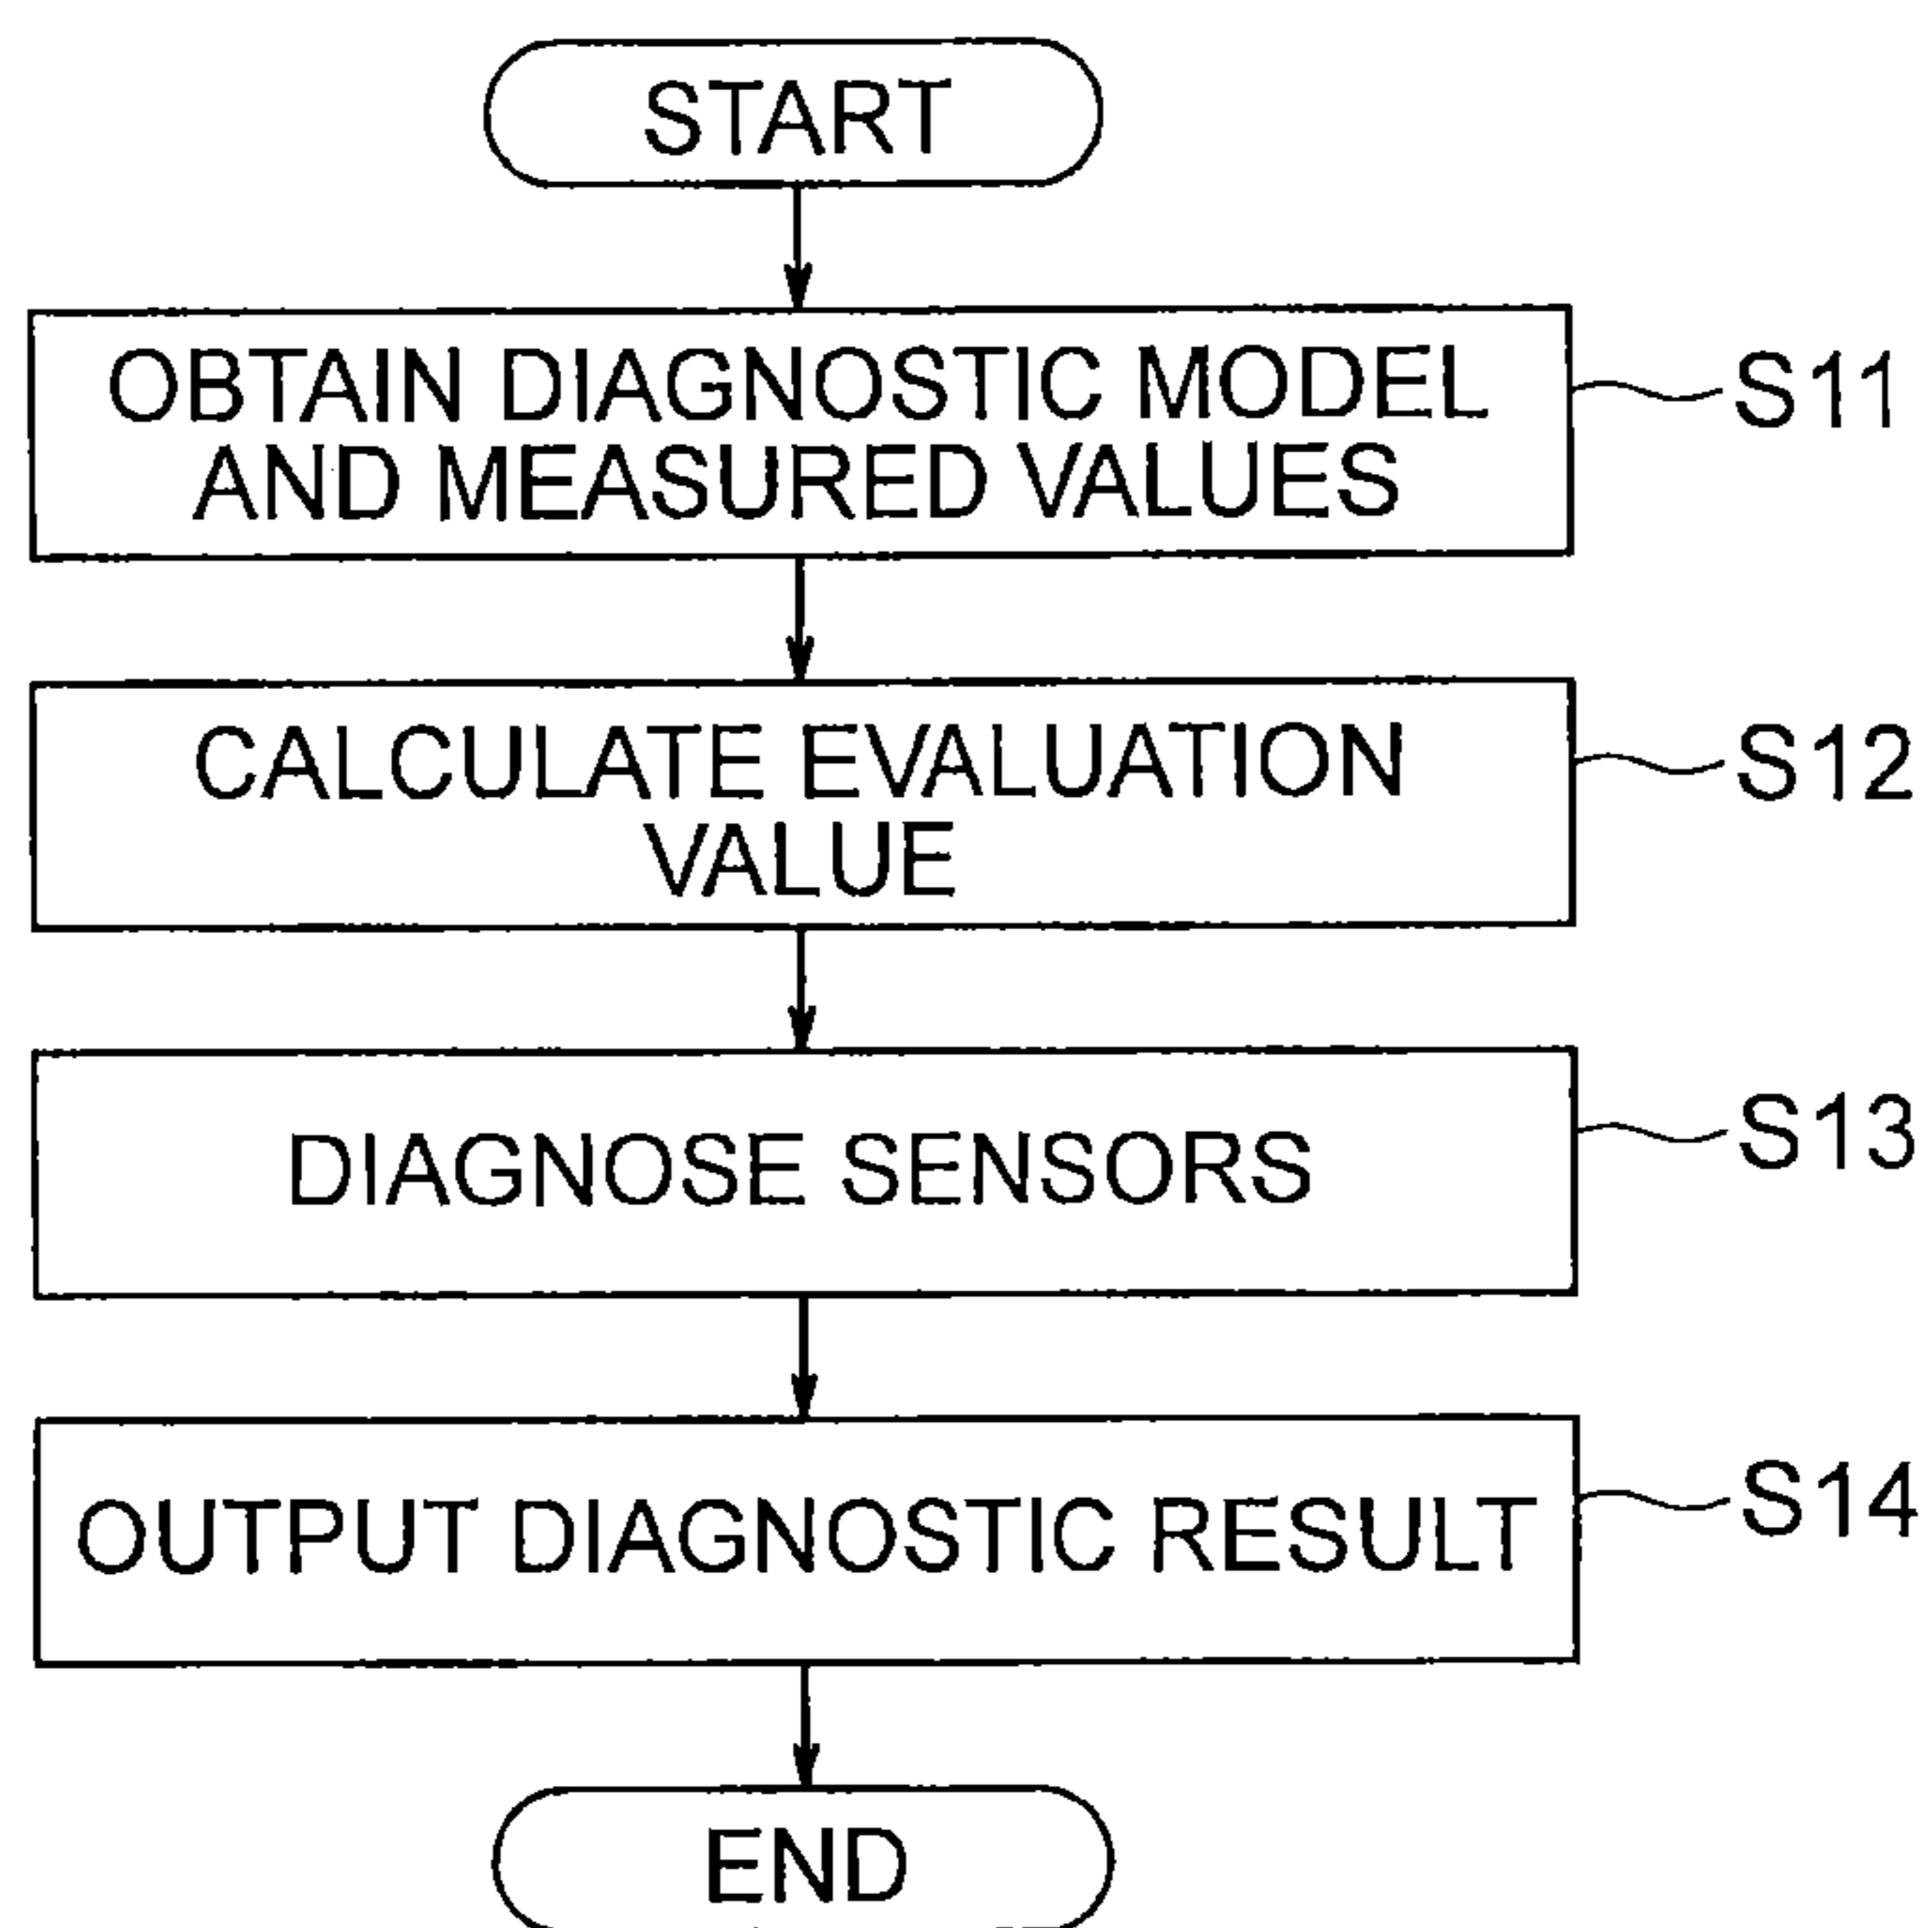 START
OBTAIN DIAGNOSTIC MODEL
AND MEASURED VALUES
S11
CALCULATE EVALUATION
VALUE
S12
DIAGNOSE SENSORS
S13
OUTPUT DIAGNOSTIC RESULT
S14
END